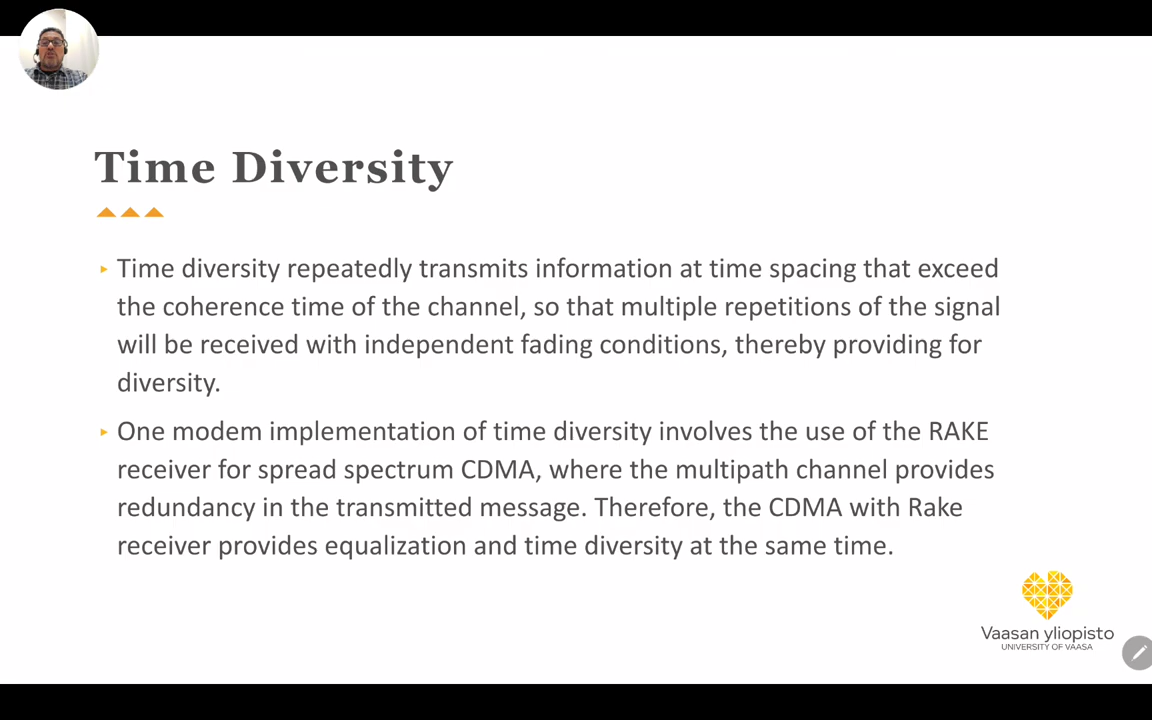 Time Diversity
Time diversity repeatedly transmits information at time spacing that exceed
the coherence time of the channel, so that multiple repetitions of the signal
will be received with independent fading conditions, thereby providing for
diversity.
One modem implementation of time diversity involves the use of the RAKE
receiver for spread spectrum CDMA, where the multipath channel provides
redundancy in the transmitted message. Therefore, the CDMA with Rake
receiver provides equalization and time diversity at the same time.
Vaasan yliopisto
UNIVERSITY OF VAASA